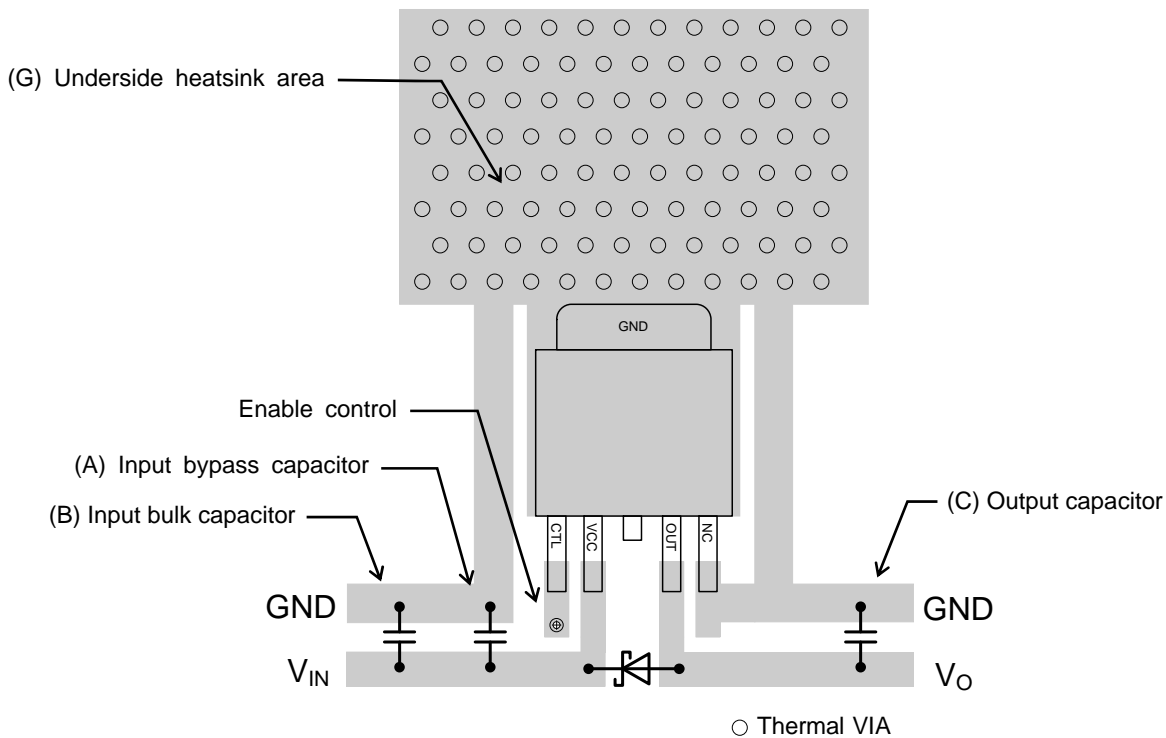 (G) Underside heatsink area
GND
Enable control
(A) Input bypass capacitor
(B) Input bulk capacitor
(C) Output capacitor
CTL
VCC
OUT
NC
GND
GND
VIN
VO
Thermal VIA